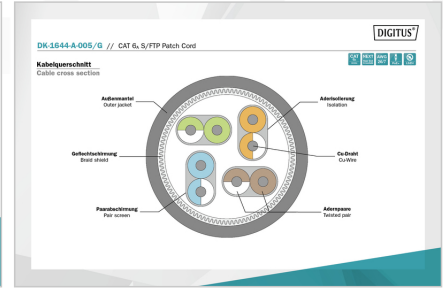 DIGITUS®
DK-1644-A-005/G // CAT 6A S/FTP Patch Cord
Kabelquerschnitt
Cable cross section
Außenmantel
Outer jacket
Aderisolierung
Isolation
Geflechtschirmung
Braid shield
Cu-Draht
Cu-Wire
Paarabschirmung
Pair screen
Aderpaare
Twisted pair